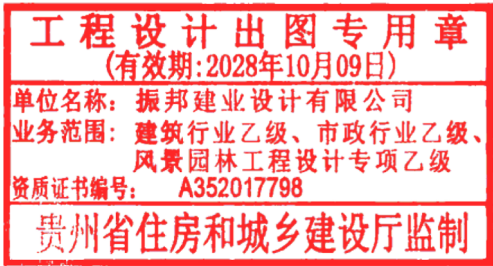 工程设计出图专用章
(有效期:2028年10月09日)
单位名称：振邦建业设计有限公司
业务范围：建筑行业乙级、市政行业乙级、
风景园林工程设计专项乙级
资质证书编号：A352017798
贵州省住房和城乡建设厅监制